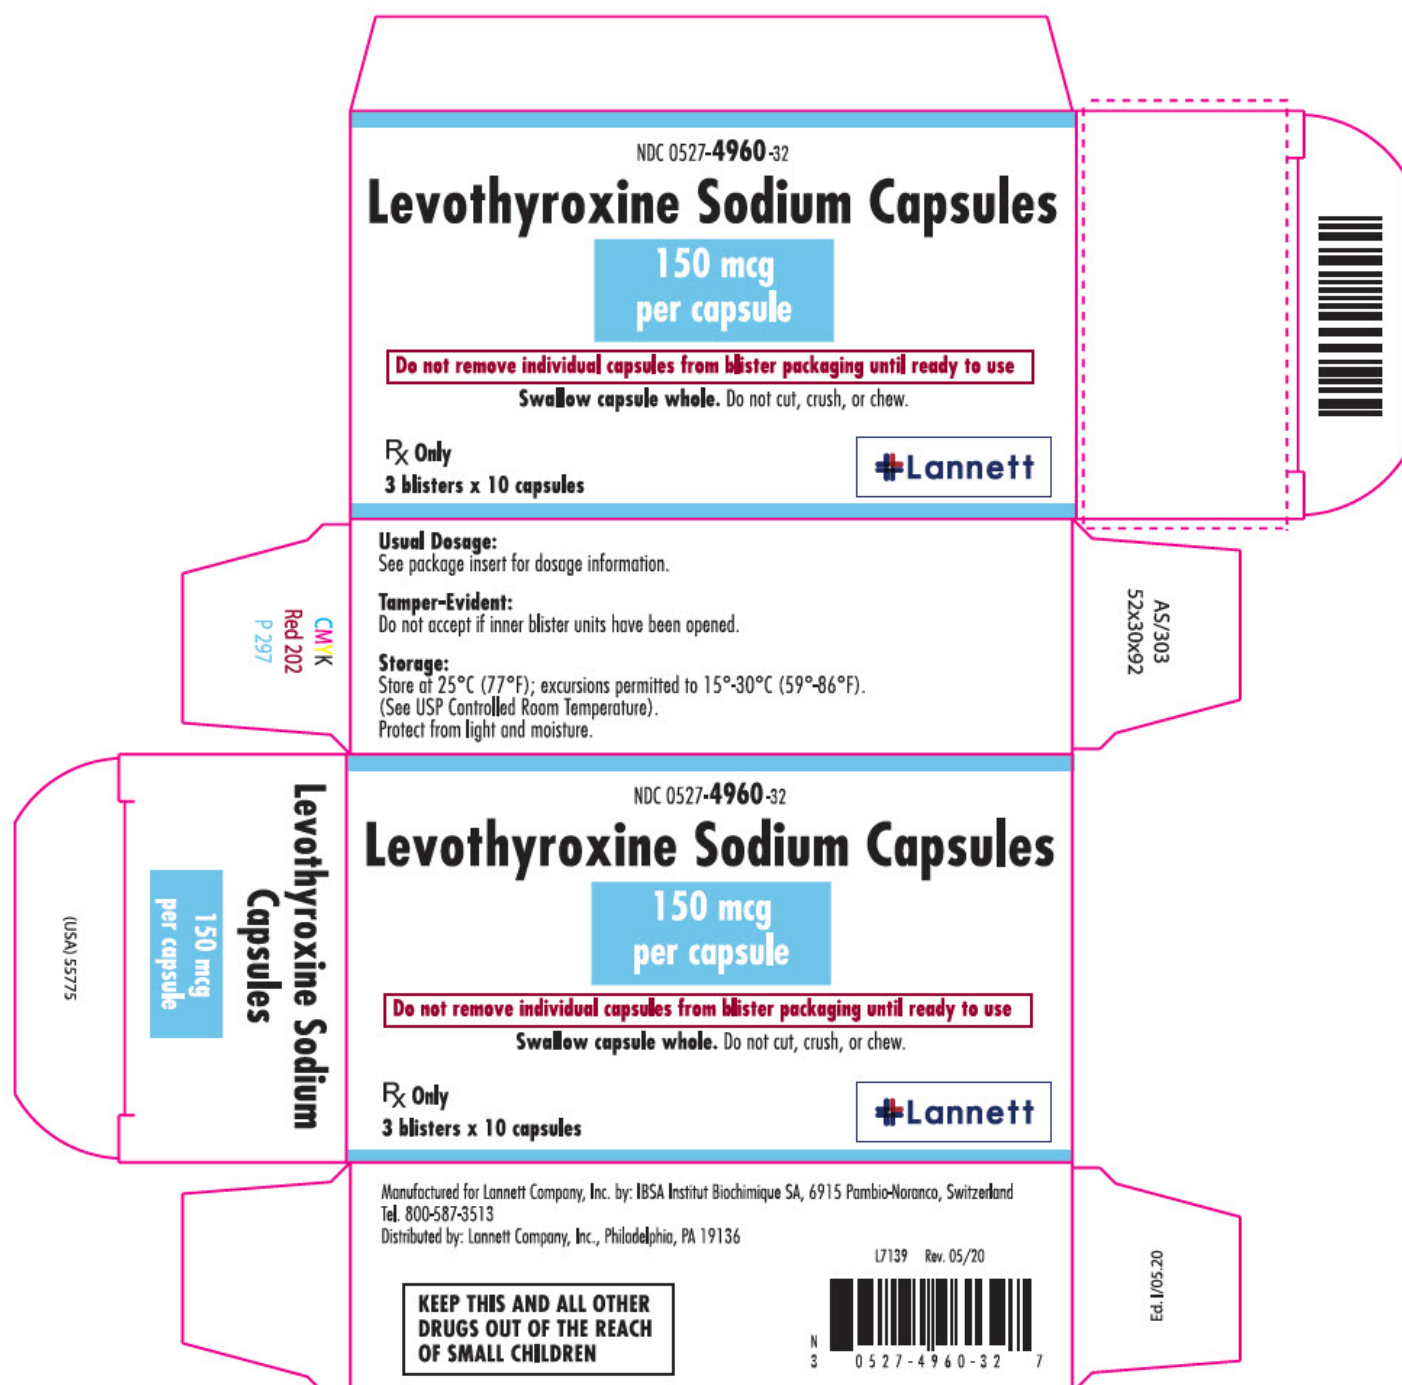 NDC 0527-4960-32
Levothyroxine Sodium Capsules
150 mcg
per capsule
Do not remove individual capsules from blister packaging until ready to use
Swallow capsule whole. Do not cut, crush, or chew.
Rx Only
3 blisters x 10 capsules
Lannett
Usual Dosage:
See package insert for dosage information.
Tamper-Evident:
Do not accept if inner blister units have been opened.
Storage:
Store at 25°C (77°F); excursions permitted to 15°-30°C (59°-86°F).
(See USP Controlled Room Temperature).
Protect from light and moisture.
CMYK
Red 202
P 297
AS/303
52x30x92
NDC 0527-4960-32
Levothyroxine Sodium Capsules
150 mcg
per capsule
Do not remove individual capsules from blister packaging until ready to use
Swallow capsule whole. Do not cut, crush, or chew.
Rx Only
3 blisters x 10 capsules
Lannett
Levothyroxine Sodium
Capsules
150 mcg
per capsule
(USA) 55775
Manufactured for Lannett Company, Inc. by: IBSA Institut Biochimique SA, 6915 Pambio-Noranco, Switzerland
Tel. 800-587-3513
Distributed by: Lannett Company, Inc., Philadelphia, PA 19136
L7139 Rev. 05/20
KEEP THIS AND ALL OTHER
DRUGS OUT OF THE REACH
OF SMALL CHILDREN
N
3 0527-4960-32 7
Ed. I/05.20